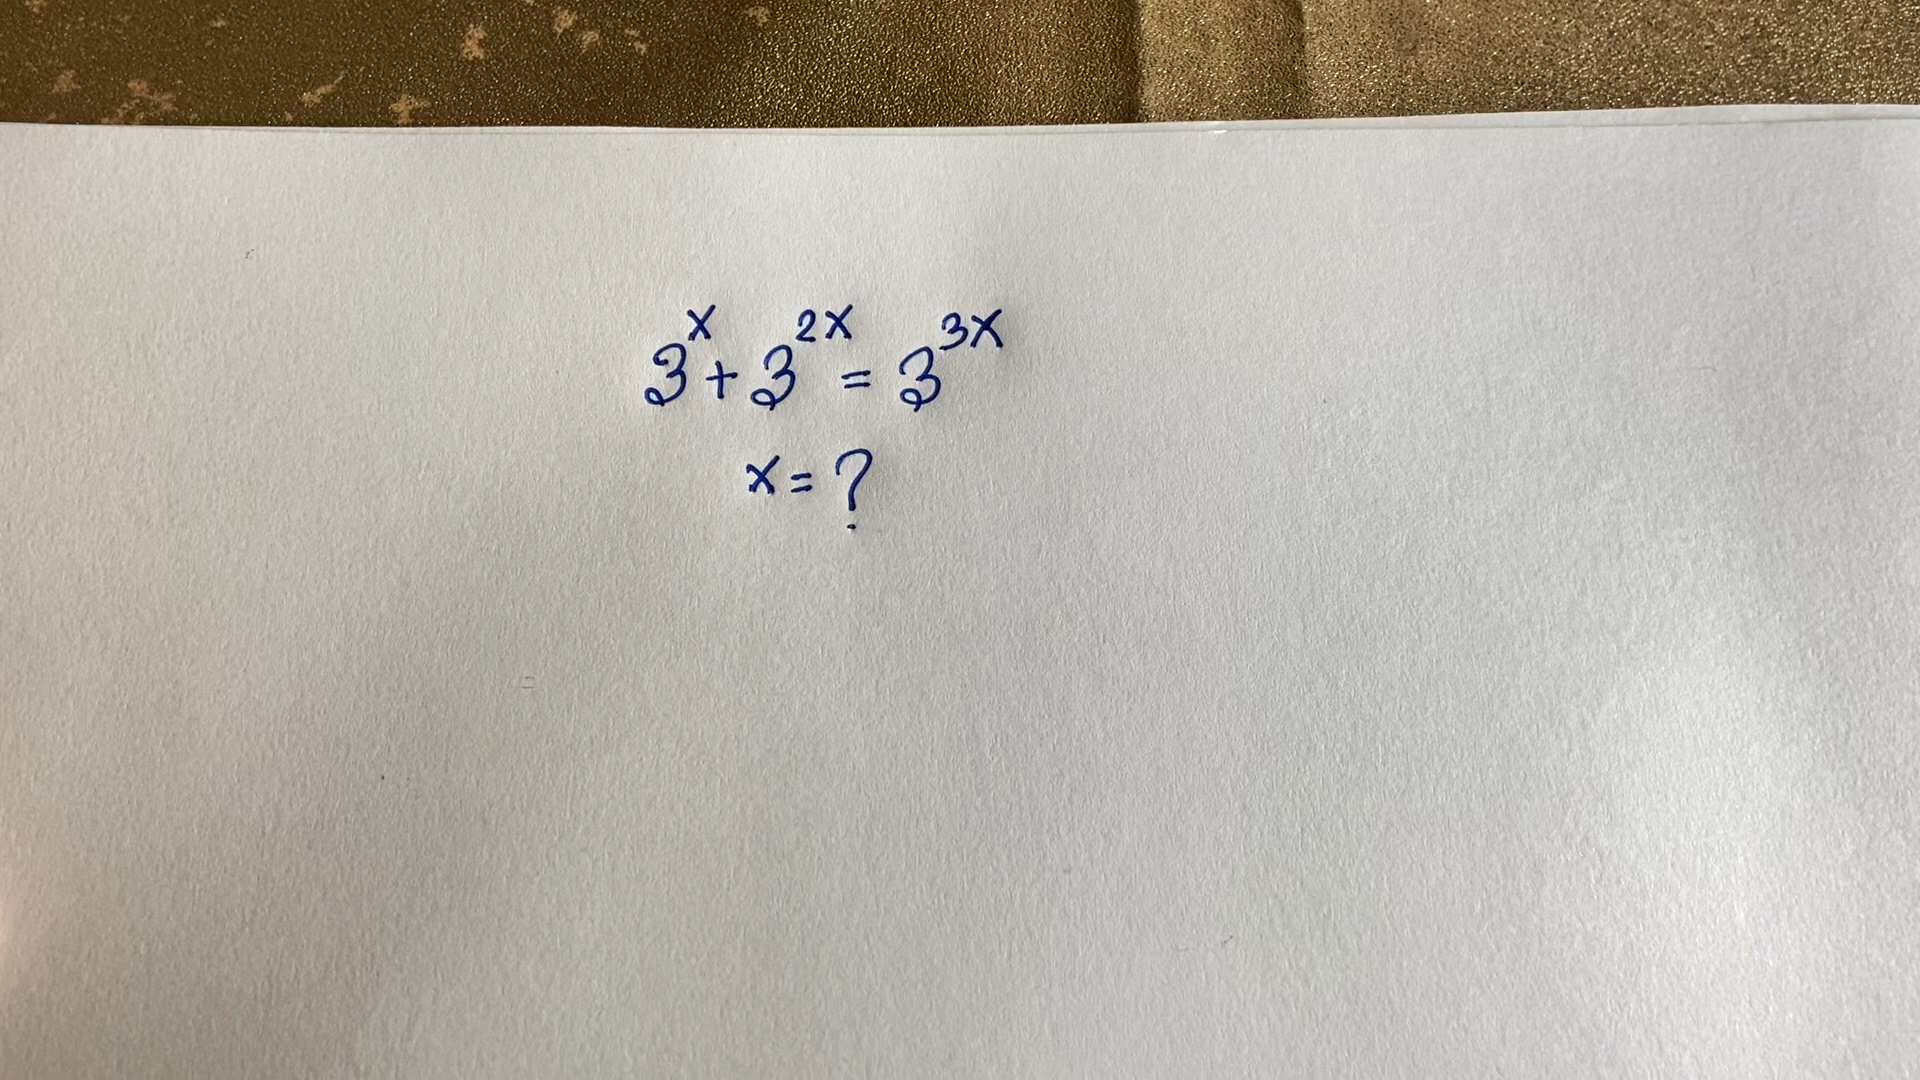 3^x + 3^{2x} = 3^{3x}
x = ?